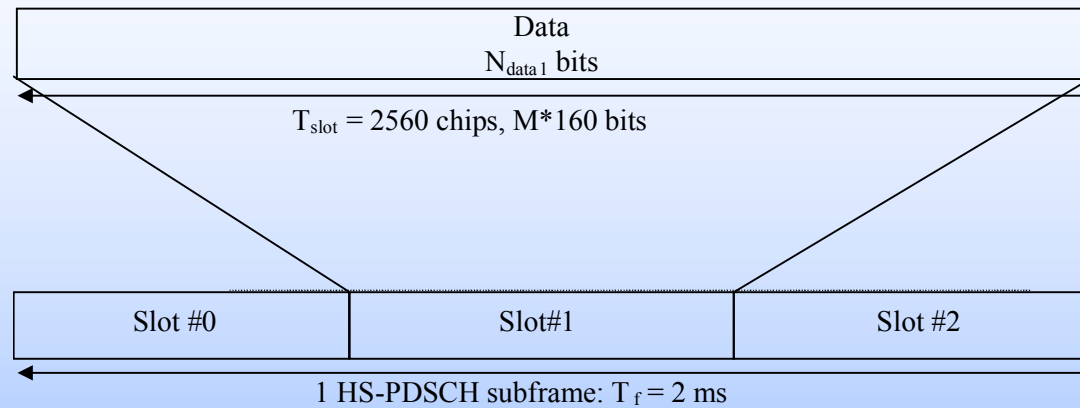 Data
N_data1 bits
T_slot = 2560 chips, M*160 bits
Slot #0 Slot#1 Slot #2
1 HS-PDSCH subframe: T_f = 2 ms